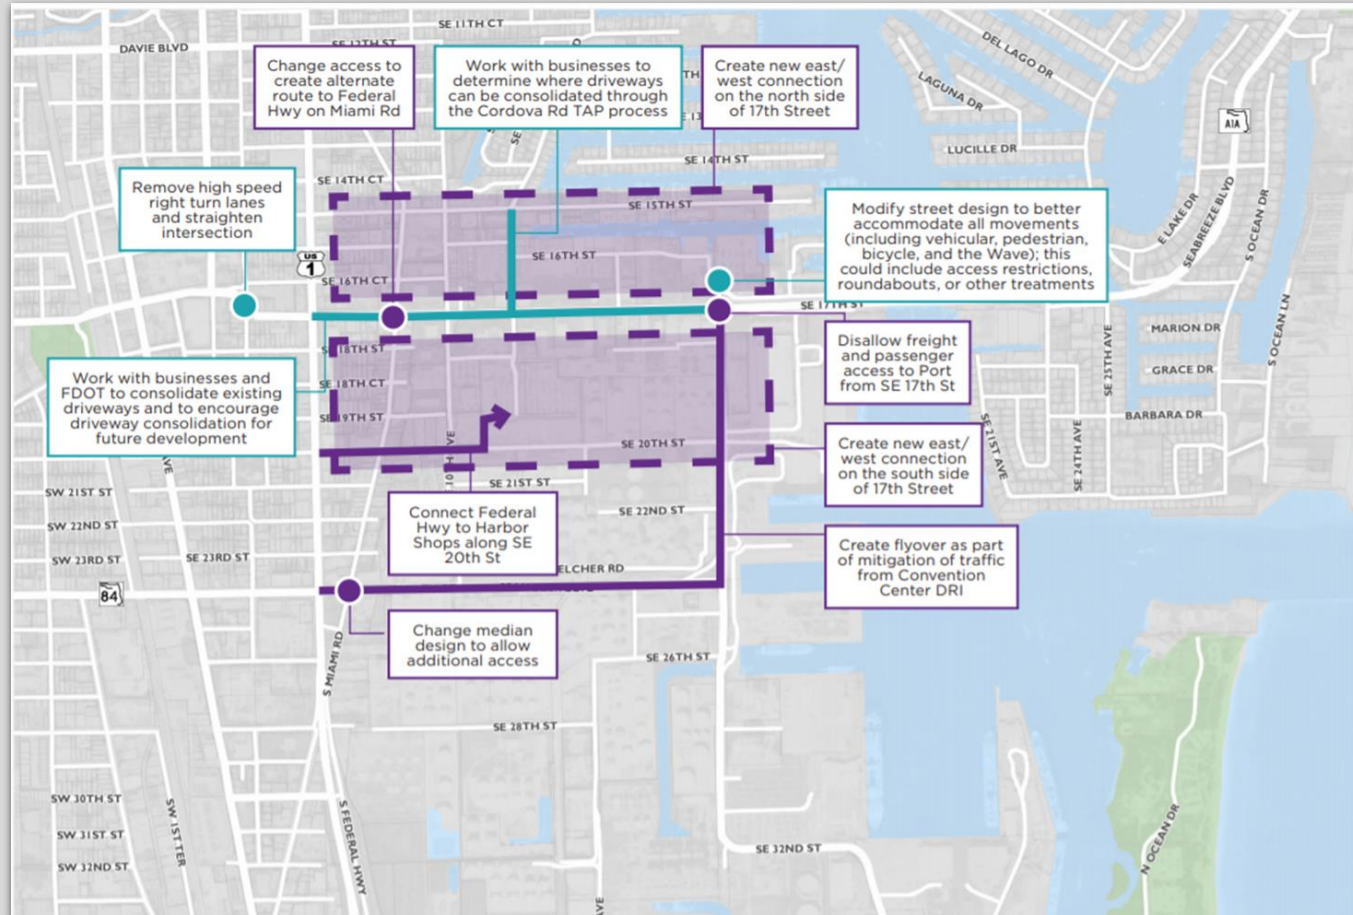 SE 11TH CT
DAVIE BLVD
SE 12TH ST
DEL LAGO DR
LAGUNA DR
A1A
LUCILLE DR
Change access to
create alternate
route to Federal
Hwy on Miami Rd
Work with businesses to
determine where driveways
can be consolidated through
the Cordova Rd TAP process
Create new east/
west connection
on the north side
of 17th Street
SE 14TH ST
SE 14TH CT
Remove high speed
right turn lanes
and straighten
intersection
SE 15TH ST
US
1
SE 16TH ST
SE 16TH CT
Modify street design to better
accommodate all movements
(including vehicular, pedestrian,
bicycle, and the Wave); this
could include access restrictions,
roundabouts, or other treatments
E LAKE DR
SEABREEZE BLVD
S OCEAN DR
SE 17TH ST
S OCEAN LN
MARION DR
SE 25TH AVE
GRACE DR
BARBARA DR
SE 21ST AVE
SE 24TH AVE
Disallow freight
and passenger
access to Port
from SE 17th St
SE 18TH ST
SE 18TH CT
SE 19TH ST
Work with businesses and
FDOT to consolidate existing
driveways and to encourage
driveway consolidation for
future development
SE 20TH ST
Create new east/
west connection
on the south side
of 17th Street
AVE
10TH AVE
SW 21ST ST
SE 21ST ST
SW 22ND ST
SE 22ND ST
SW 23RD ST
SE 23RD ST
Connect Federal
Hwy to Harbor
Shops along SE
20th St
ELCHER RD
Create flyover as part
of mitigation of traffic
from Convention
Center DRI
84
Change median
design to allow
additional access
S MIAMI RD
SE 26TH ST
SE 28TH ST
SW 30TH ST
SW 31ST ST
SW 32ND ST
SW 1ST TER
S FEDERAL HWY
SE 32ND ST
N OCEAN DR
AVE